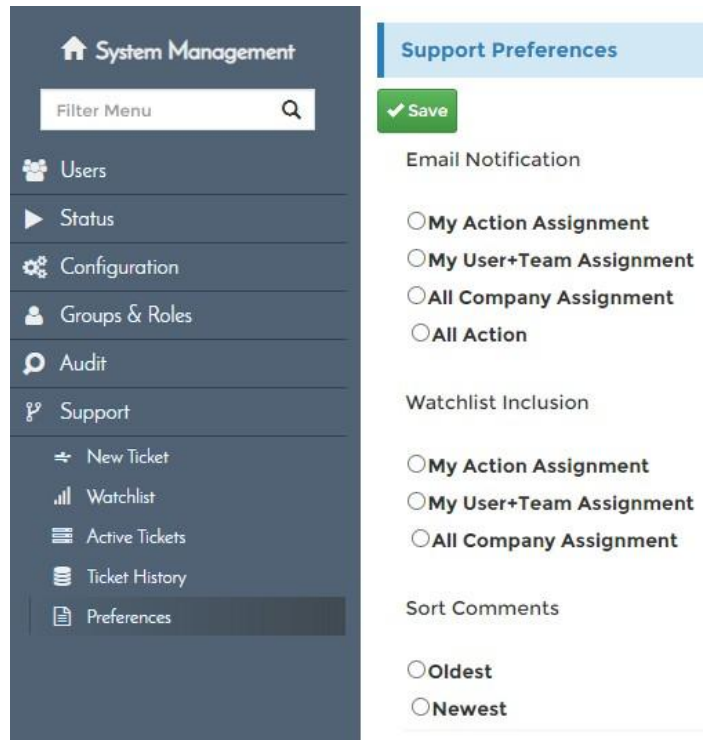 System Management
Filter Menu
Users
Status
Configuration
Groups & Roles
Audit
Support
New Ticket
Watchlist
Active Tickets
Ticket History
Preferences
Support Preferences
Save
Email Notification
My Action Assignment
My User+Team Assignment
All Company Assignment
All Action
Watchlist Inclusion
My Action Assignment
My User+Team Assignment
All Company Assignment
Sort Comments
Oldest
Newest